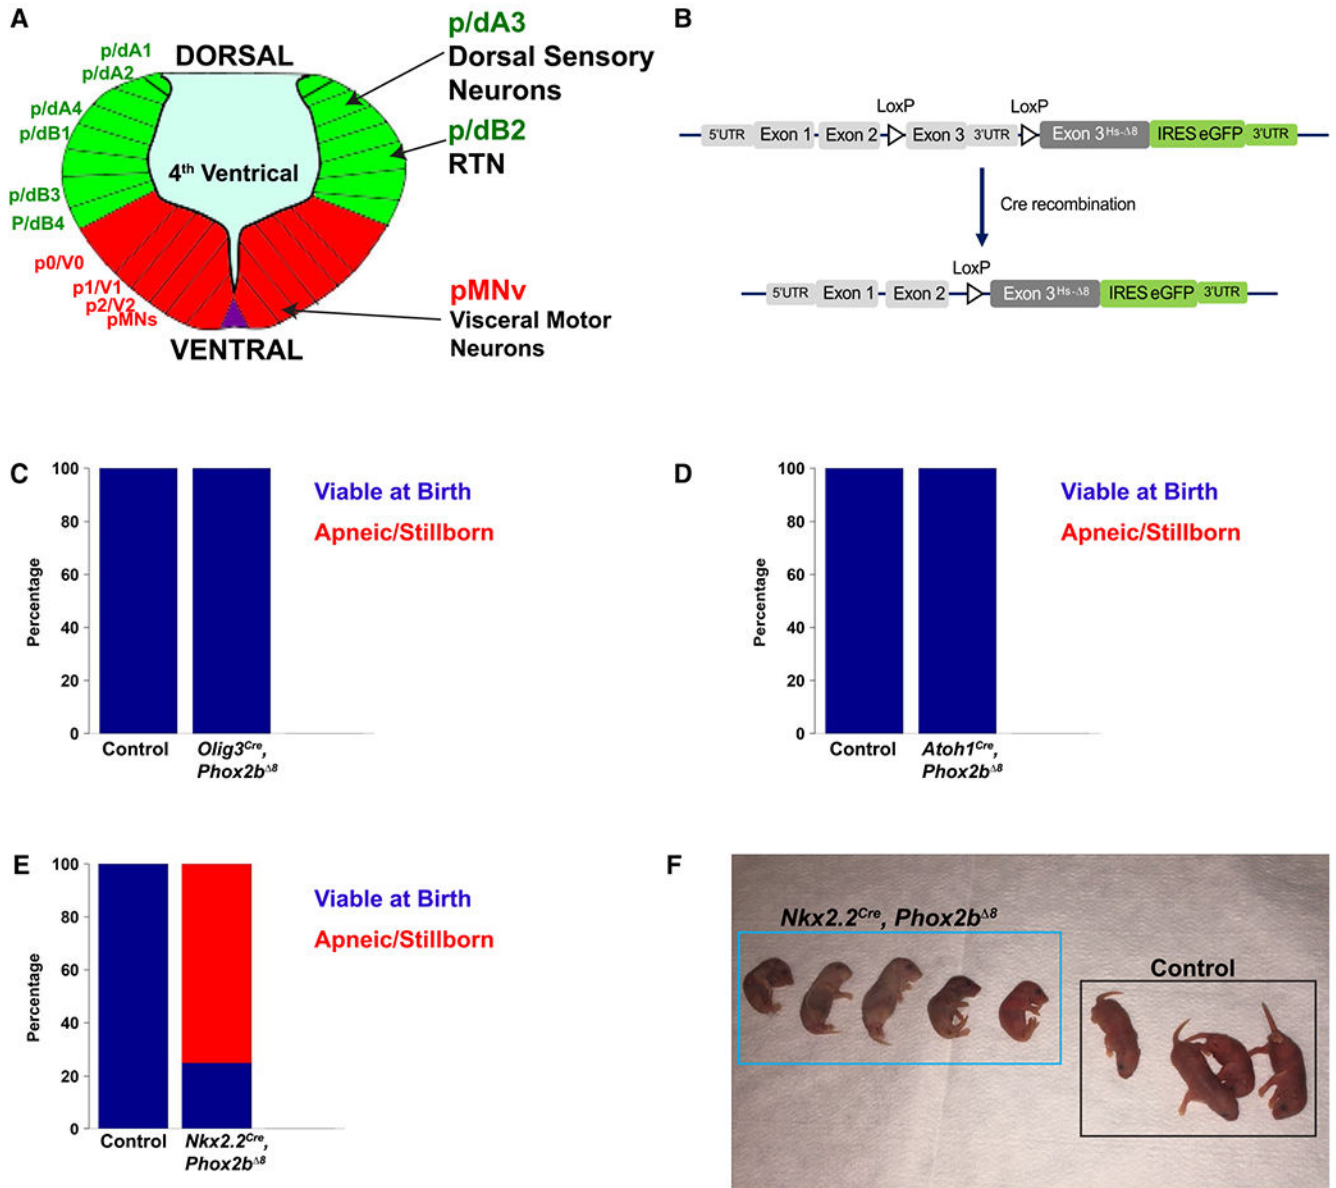 A
p/dA1
p/dA2
p/dA4
p/dB1
p/dB3
P/dB4
p0/V0
p1/V1
p2/V2
pMNs
DORSAL
4th Ventrical
VENTRAL
p/dA3
Dorsal Sensory
Neurons
p/dB2
RTN
pMNv
Visceral Motor
Neurons
B
LoxP LoxP
5'UTR Exon 1 Exon 2 Exon 3 3'UTR Exon 3Hs-Δ8 IRES eGFP 3'UTR
Cre recombination
LoxP
5'UTR Exon 1 Exon 2 Exon 3Hs-Δ8 IRES eGFP 3'UTR
C
Percentage
100
80
60
40
20
0
Control
Olig3Cre,
Phox2bΔ8
Viable at Birth
Apneic/Stillborn
D
Percentage
100
80
60
40
20
0
Control
Atoh1Cre,
Phox2bΔ8
Viable at Birth
Apneic/Stillborn
E
Percentage
100
80
60
40
20
0
Control
Nkx2.2Cre,
Phox2bΔ8
Viable at Birth
Apneic/Stillborn
F
Nkx2.2Cre, Phox2bΔ8
Control